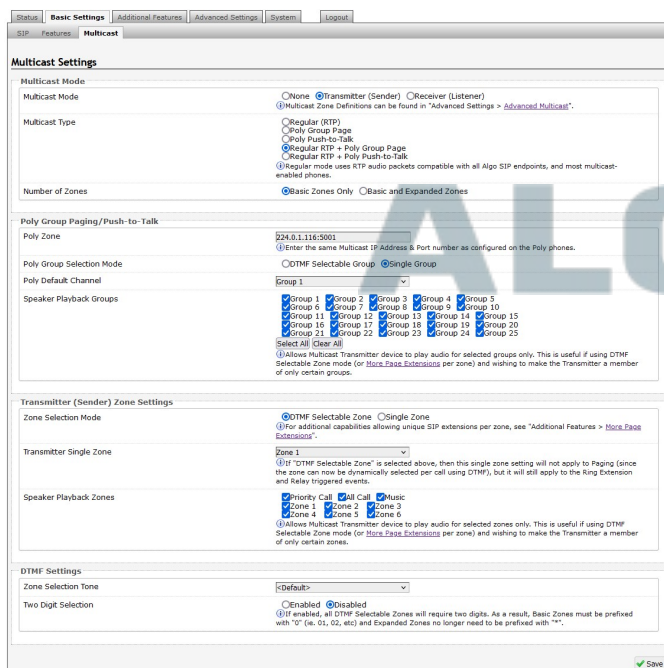 Status Basic Settings Additional Features Advanced Settings System Logout
SIP Features Multicast
Multicast Settings
Multicast Mode
Multicast Mode
None Transmitter (Sender) Receiver (Listener)
Multicast Zone Definitions can be found in "Advanced Settings > Advanced Multicast".
Multicast Type
Regular (RTP)
Poly Group Page
Poly Push-to-Talk
Regular RTP + Poly Group Page
Regular RTP + Poly Push-to-Talk
Regular mode uses RTP audio packets compatible with all Algo SIP endpoints, and most multicast-
enabled phones.
Number of Zones
Basic Zones Only Basic and Expanded Zones
Poly Group Paging/Push-to-Talk
Poly Zone
224.0.1.116:5001
Enter the same Multicast IP Address & Port number as configured on the Poly phones.
Poly Group Selection Mode
DTMF Selectable Group Single Group
Poly Default Channel
Group 1
Speaker Playback Groups
Group 1 Group 2 Group 3 Group 4 Group 5
Group 6 Group 7 Group 8 Group 9 Group 10
Group 11 Group 12 Group 13 Group 14 Group 15
Group 16 Group 17 Group 18 Group 19 Group 20
Group 21 Group 22 Group 23 Group 24 Group 25
Select All Clear All
Allows Multicast Transmitter device to play audio for selected groups only. This is useful if using DTMF
Selectable Zone mode (or More Page Extensions per zone) and wishing to make the Transmitter a member
of only certain groups.
Transmitter (Sender) Zone Settings
Zone Selection Mode
DTMF Selectable Zone Single Zone
For additional capabilities allowing unique SIP extensions per zone, see "Additional Features > More Page
Extensions".
Transmitter Single Zone
Zone 1
If "DTMF Selectable Zone" is selected above, then this single zone setting will not apply to Paging (since
the zone can now be dynamically selected per call using DTMF), but it will still apply to the Ring Extension
and Relay triggered events.
Speaker Playback Zones
Priority Call All Call Music
Zone 1 Zone 2 Zone 3
Zone 4 Zone 5 Zone 6
Allows Multicast Transmitter device to play audio for selected zones only. This is useful if using DTMF
Selectable Zone mode (or More Page Extensions per zone) and wishing to make the Transmitter a member
of only certain zones.
DTMF Settings
Zone Selection Tone
<Default>
Two Digit Selection
Enabled Disabled
If enabled, all DTMF Selectable Zones will require two digits. As a result, Basic Zones must be prefixed
with "0" (ie. 01, 02, etc) and Expanded Zones no longer need to be prefixed with "*".
Save